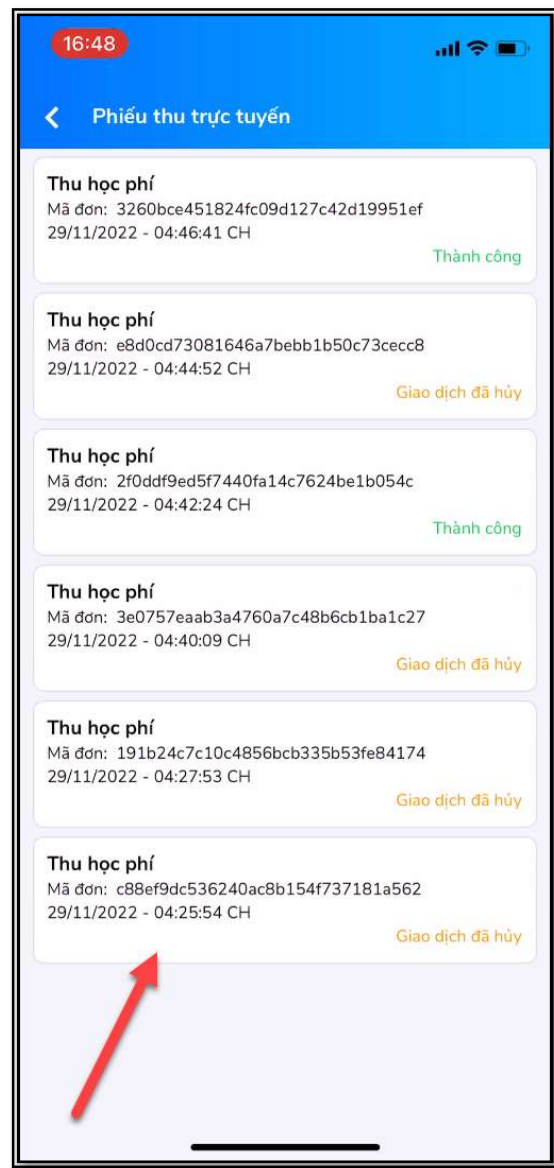 16:48
Phiếu thu trực tuyến
Thu học phí
Mã đơn: 3260bce451824fc09d127c42d19951ef
29/11/2022 - 04:46:41 CH
Thành công
Thu học phí
Mã đơn: e8d0cd73081646a7bebb1b50c73cecc8
29/11/2022 - 04:44:52 CH
Giao dịch đã hủy
Thu học phí
Mã đơn: 2f0ddf9ed5f7440fa14c7624be1b054c
29/11/2022 - 04:42:24 CH
Thành công
Thu học phí
Mã đơn: 3e0757eaab3a4760a7c48b6cb1ba1c27
29/11/2022 - 04:40:09 CH
Giao dịch đã hủy
Thu học phí
Mã đơn: 191b24c7c10c4856bcb335b53fe84174
29/11/2022 - 04:27:53 CH
Giao dịch đã hủy
Thu học phí
Mã đơn: c88ef9dc536240ac8b154f737181a562
29/11/2022 - 04:25:54 CH
Giao dịch đã hủy